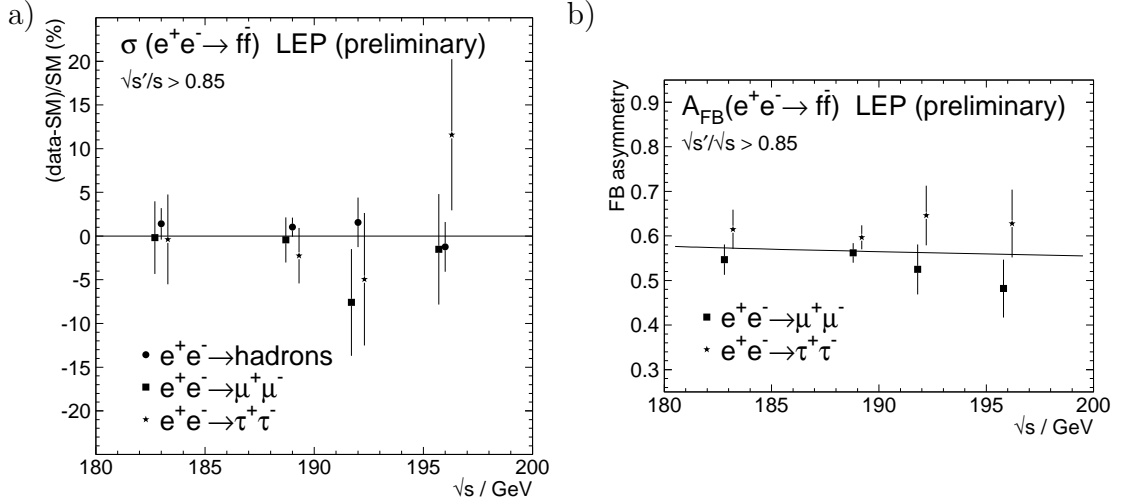 a)
σ (e⁺e⁻→ ff̄) LEP (preliminary)
√s′/s > 0.85
(data-SM)/SM (%)
20
15
10
5
0
-5
-10
-15
-20
e⁺e⁻→hadrons
e⁺e⁻→μ⁺μ⁻
e⁺e⁻→τ⁺τ⁻
180 185 190 195 200
√s / GeV
b)
A_FB(e⁺e⁻→ ff̄) LEP (preliminary)
√s′/√s > 0.85
FB asymmetry
0.9
0.8
0.7
0.6
0.5
0.4
0.3
e⁺e⁻→μ⁺μ⁻
e⁺e⁻→τ⁺τ⁻
180 185 190 195 200
√s / GeV